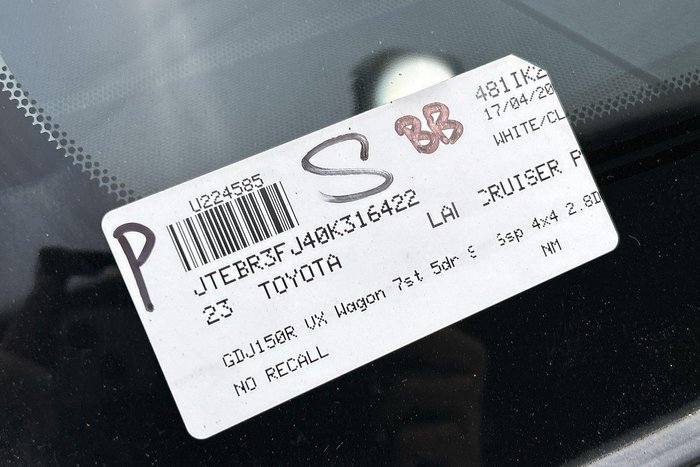 P
S
BB
U224585
JTEBR3FJ40K316422
481IK2
17/04/20
WHITE/CL
23 TOYOTA LAN CRUISER P
GDJ150R VX Wagon 7st 5dr S 6sp 4x4 2.8D
NO RECALL
NM